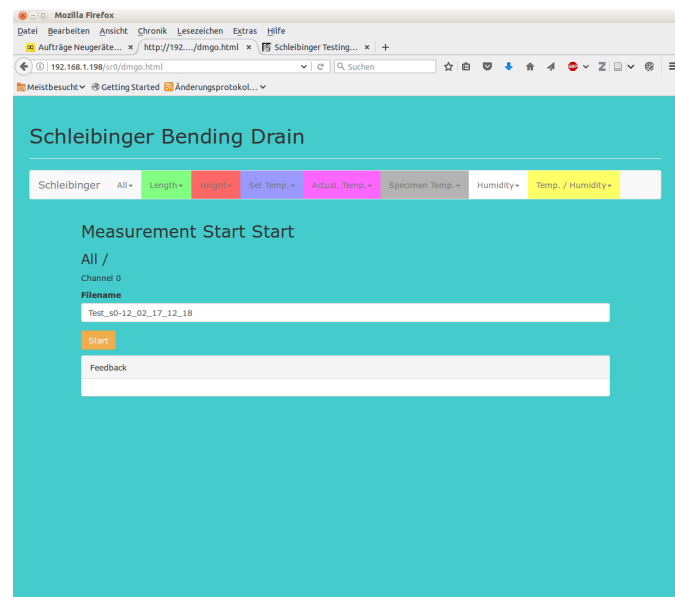 Mozilla Firefox
Datei Bearbeiten Ansicht Chronik Lesezeichen Extras Hilfe
Aufträge Neugeräte... × http://192..../dmgo.html × Schleibinger Testing... × +
192.168.1.198/sr0/dmgo.html Suchen
Meistbesucht Getting Started Änderungsprotokol...
Schleibinger Bending Drain
Schleibinger All Length Height Set Temp. Actual. Temp. Specimen Temp. Humidity Temp. / Humidity
Measurement Start Start
All /
Channel 0
Filename
Test_s0-12_02_17_12_18
Start
Feedback